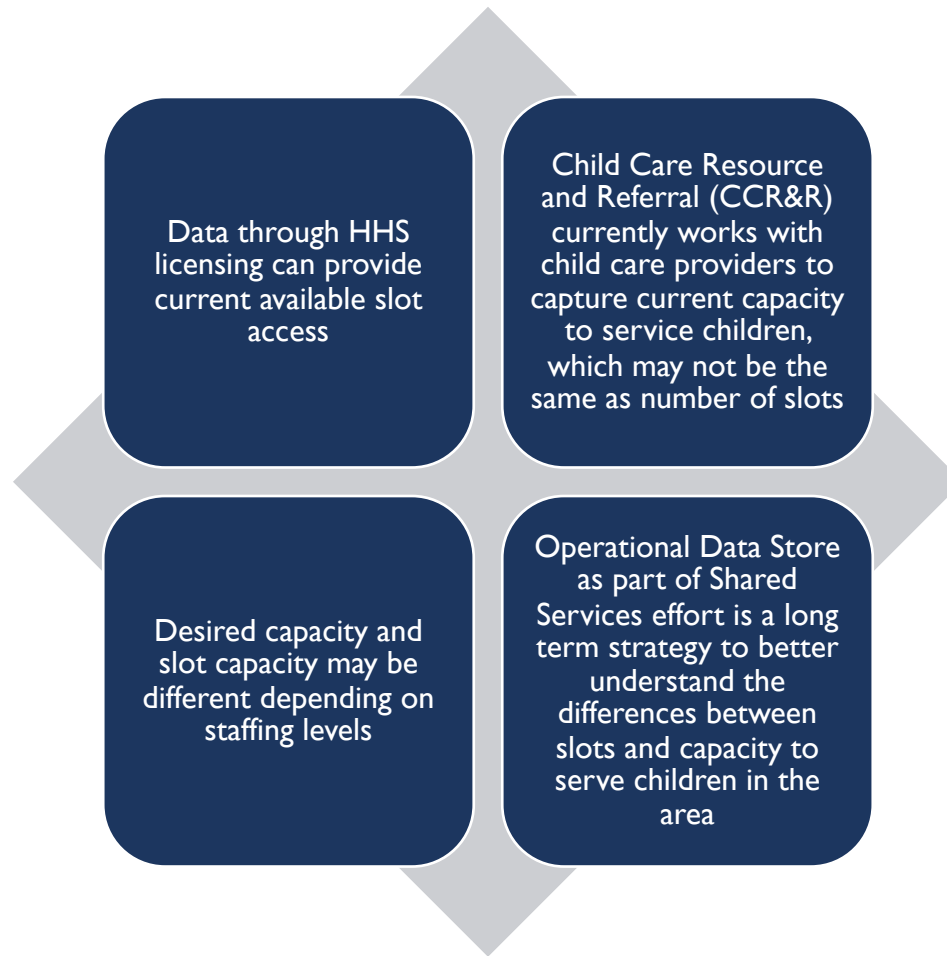 Data through HHS
licensing can provide
current available slot
access
Child Care Resource
and Referral (CCR&R)
currently works with
child care providers to
capture current capacity
to service children,
which may not be the
same as number of slots
Desired capacity and
slot capacity may be
different depending on
staffing levels
Operational Data Store
as part of Shared
Services effort is a long
term strategy to better
understand the
differences between
slots and capacity to
serve children in the
area